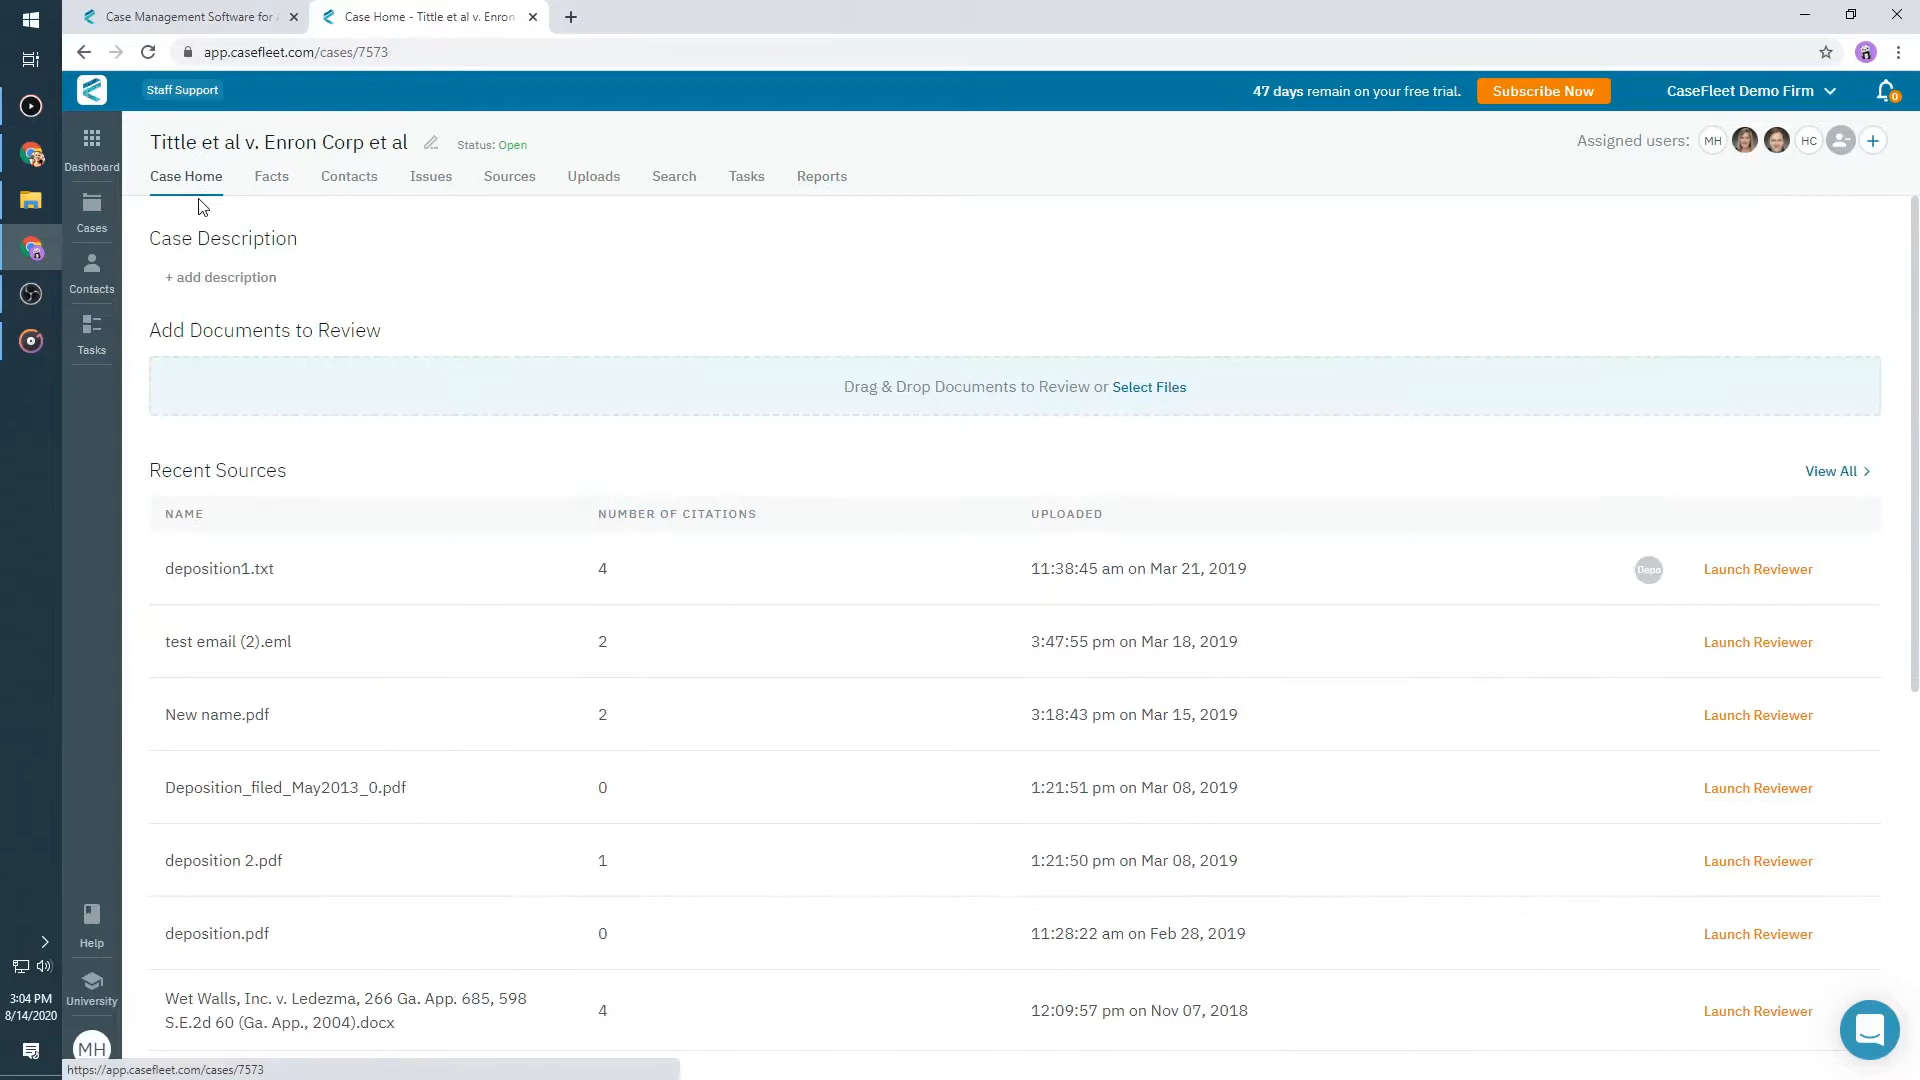 Case Management Software for
Case Home - Tittle et al v. Enron
app.casefleet.com/cases/7573
Staff Support
47 days remain on your free trial.
Subscribe Now
CaseFleet Demo Firm
0
Tittle et al v. Enron Corp et al
Status: Open
Assigned users:
MH
HC
Case Home
Facts
Contacts
Issues
Sources
Uploads
Search
Tasks
Reports
Dashboard
Cases
Contacts
Tasks
Case Description
+ add description
Add Documents to Review
Drag & Drop Documents to Review or Select Files
Recent Sources
View All >
NAME
NUMBER OF CITATIONS
UPLOADED
deposition1.txt
4
11:38:45 am on Mar 21, 2019
Depo
Launch Reviewer
test email (2).eml
2
3:47:55 pm on Mar 18, 2019
Launch Reviewer
New name.pdf
2
3:18:43 pm on Mar 15, 2019
Launch Reviewer
Deposition_filed_May2013_0.pdf
0
1:21:51 pm on Mar 08, 2019
Launch Reviewer
deposition 2.pdf
1
1:21:50 pm on Mar 08, 2019
Launch Reviewer
deposition.pdf
0
11:28:22 am on Feb 28, 2019
Launch Reviewer
Wet Walls, Inc. v. Ledezma, 266 Ga. App. 685, 598
S.E.2d 60 (Ga. App., 2004).docx
4
12:09:57 pm on Nov 07, 2018
Launch Reviewer
Help
University
MH
3:04 PM
8/14/2020
https://app.casefleet.com/cases/7573